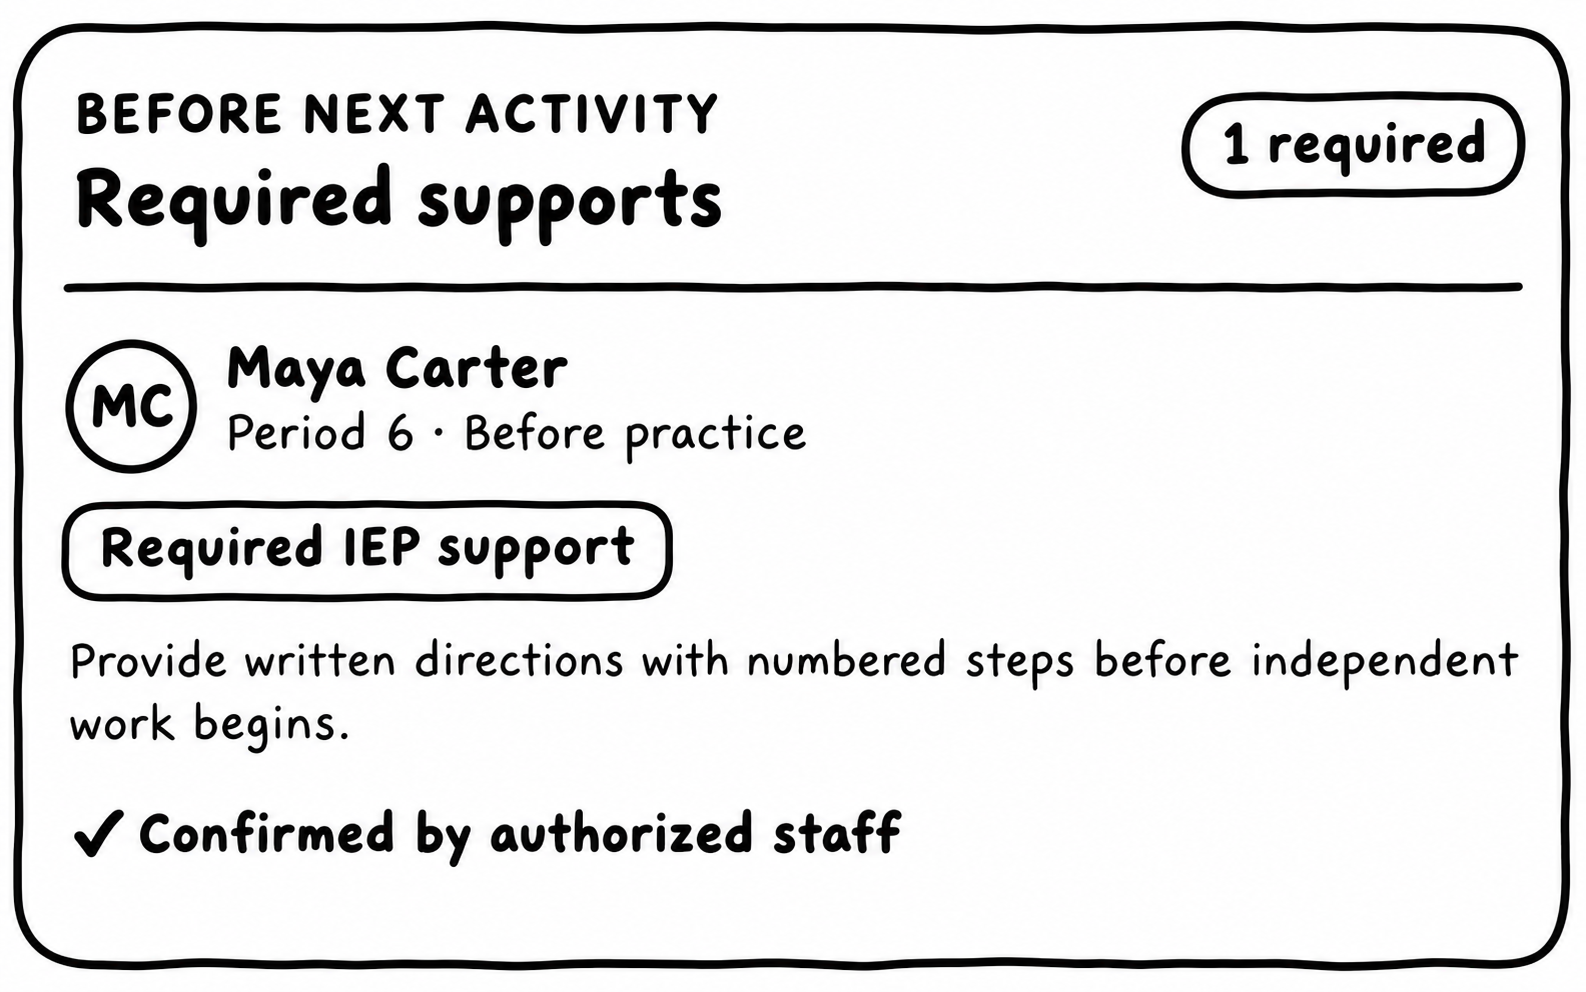 BEFORE NEXT ACTIVITY
1 required
Required supports
MC
Maya Carter
Period 6 · Before practice
Required IEP support
Provide written directions with numbered steps before independent
work begins.
✓ Confirmed by authorized staff